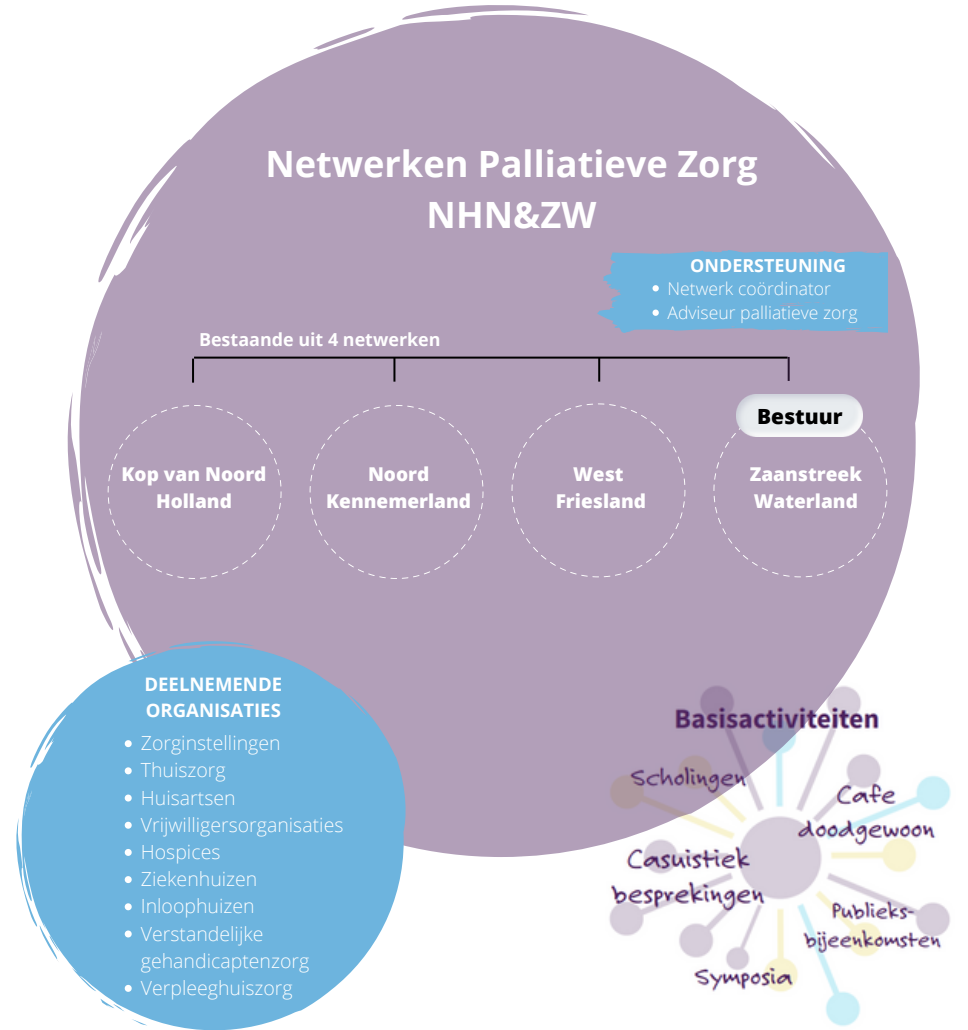 Netwerken Palliatieve Zorg
NHN&ZW
ONDERSTEUNING
• Netwerk coördinator
• Adviseur palliatieve zorg
Bestaande uit 4 netwerken
Bestuur
Kop van Noord
Holland
Noord
Kennemerland
West
Friesland
Zaanstreek
Waterland
DEELNEMENDE
ORGANISATIES
• Zorginstellingen
• Thuiszorg
• Huisartsen
• Vrijwilligersorganisaties
• Hospices
• Ziekenhuizen
• Inloophuizen
• Verstandelijke
gehandicaptenzorg
• Verpleeghuiszorg
Basisactiviteiten
Scholingen
Cafe
doodgewoon
Casuistiek
besprekingen
Publieks-
bijeenkomsten
Symposia